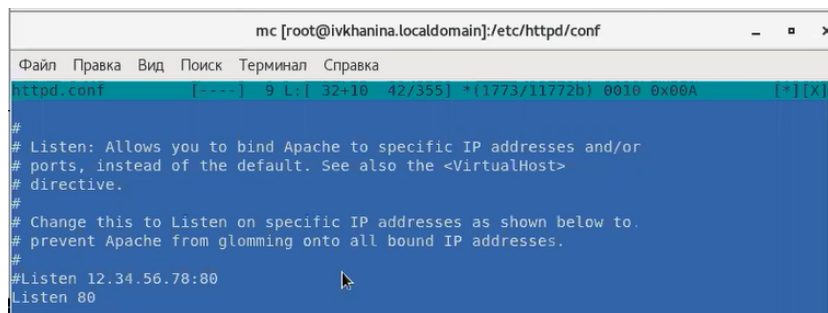 mc [root@ivkhanina.localdomain]:/etc/httpd/conf
Файл Правка Вид Поиск Терминал Справка
httpd.conf [----] 9 L:[ 32+10 42/355] *(1773/11772b) 0010 0x00A [*][X]
#
# Listen: Allows you to bind Apache to specific IP addresses and/or
# ports, instead of the default. See also the <VirtualHost>
# directive.
#
# Change this to Listen on specific IP addresses as shown below to.
# prevent Apache from glomming onto all bound IP addresses.
#
#Listen 12.34.56.78:80
Listen 80